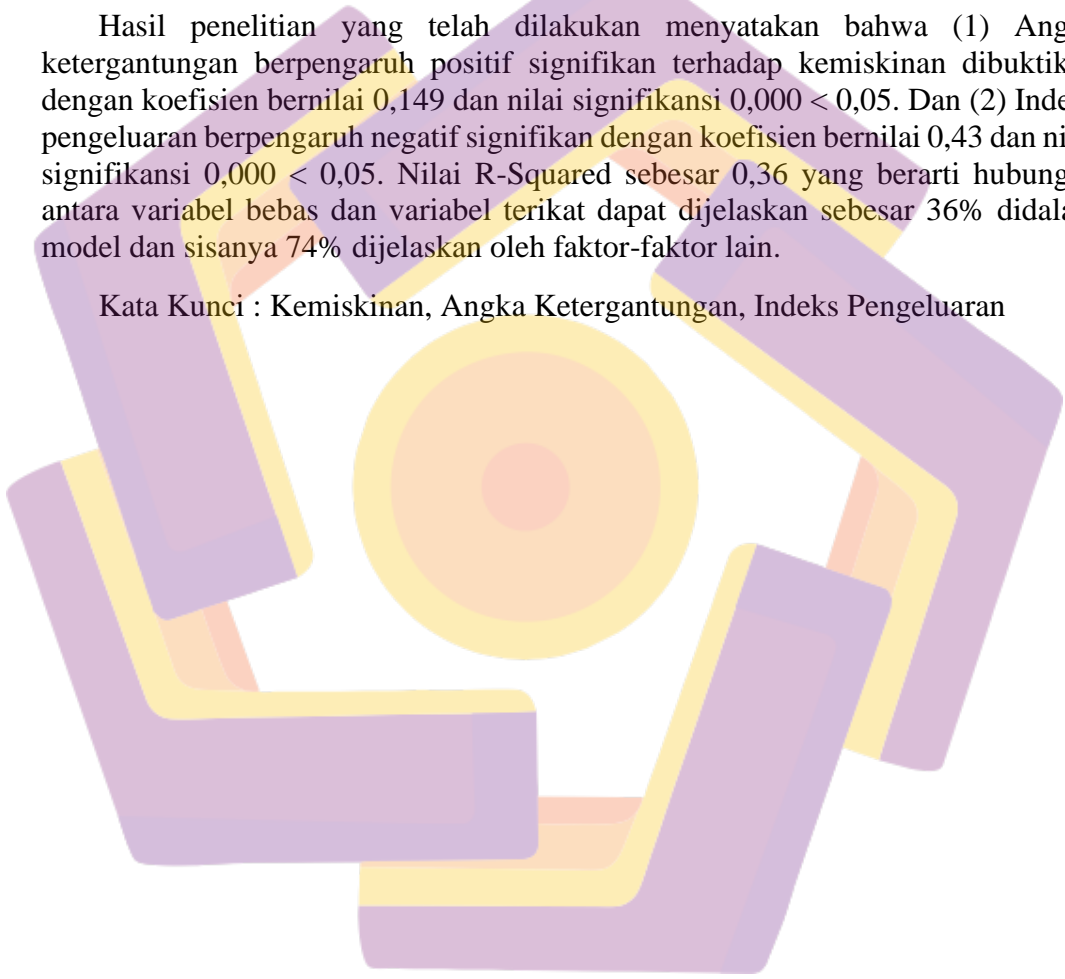 Hasil penelitian yang telah dilakukan menyatakan bahwa (1) Ang
ketergantungan berpengaruh positif signifikan terhadap kemiskinan dibuktik
dengan koefisien bernilai 0,149 dan nilai signifikansi 0,000 < 0,05. Dan (2) Inde
pengeluaran berpengaruh negatif signifikan dengan koefisien bernilai 0,43 dan ni
signifikansi 0,000 < 0,05. Nilai R-Squared sebesar 0,36 yang berarti hubung
antara variabel bebas dan variabel terikat dapat dijelaskan sebesar 36% didala
model dan sisanya 74% dijelaskan oleh faktor-faktor lain.
Kata Kunci : Kemiskinan, Angka Ketergantungan, Indeks Pengeluaran